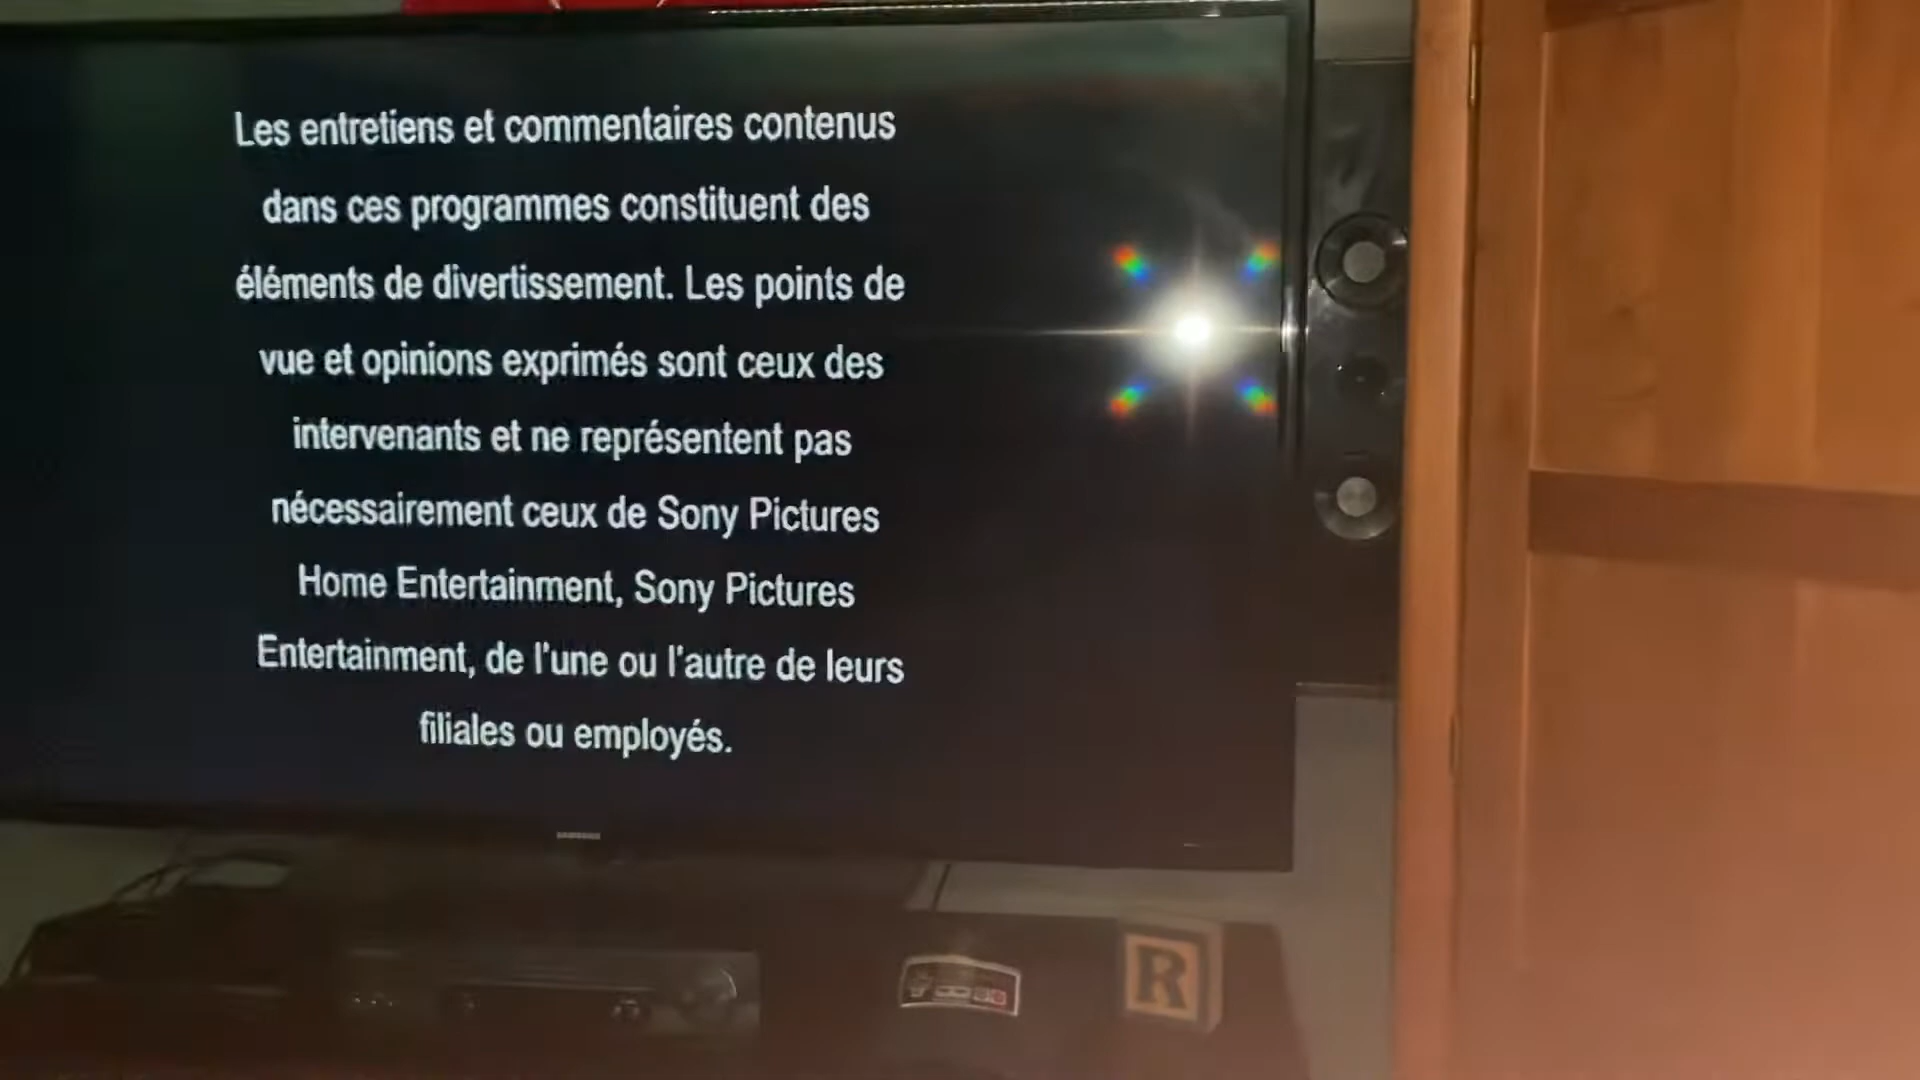 Les entretiens et commentaires contenus
dans ces programmes constituent des
éléments de divertissement. Les points de
vue et opinions exprimés sont ceux des
intervenants et ne représentent pas
nécessairement ceux de Sony Pictures
Home Entertainment, Sony Pictures
Entertainment, de l'une ou l'autre de leurs
filiales ou employés.
SAMSUNG
R